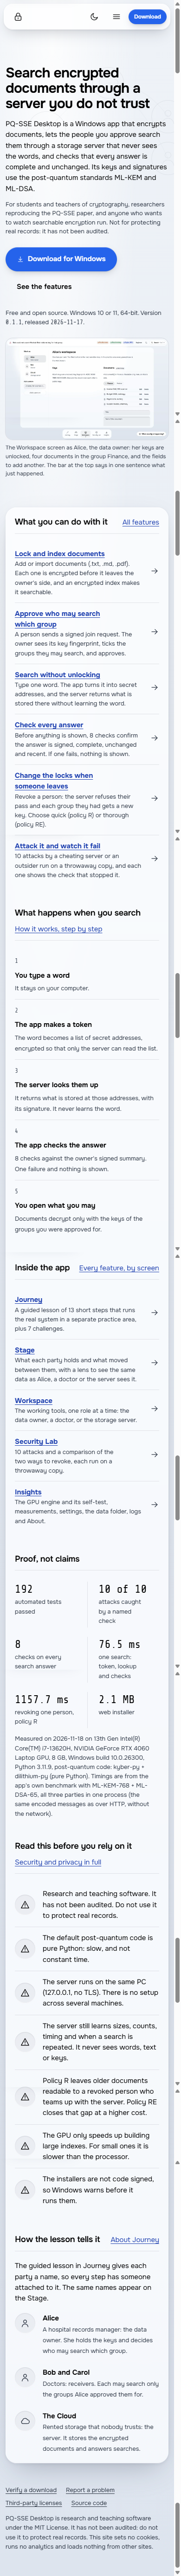 Download
Search encrypted
documents through a
server you do not trust
PQ-SSE Desktop is a Windows app that encrypts
documents, lets the people you approve search
them through a storage server that never sees
the words, and checks that every answer is
complete and unchanged. Its keys and signatures
use the post-quantum standards ML-KEM and
ML-DSA.
For students and teachers of cryptography, researchers
reproducing the PQ-SSE paper, and anyone who wants
to watch searchable encryption run. Not for protecting
real records: it has not been audited.
Download for Windows
See the features
Free and open source. Windows 10 or 11, 64-bit. Version
0.1.1, released 2026-11-17.
The Workspace screen as Alice, the data owner: her keys, four
documents, four documents in group Finance, and the fields
to add another. The tier at the top says in one sentence what
just happened.
What you can do with it
All features
Lock and index documents
Add or import documents (.txt, .md, .pdf).
Each one is encrypted before it leaves the
owner's side, and an encrypted index makes
it searchable.
Approve who may search
which group
A person sends a signed join request. The
owner sees its key fingerprint, ticks the
groups they may search, and approves.
Search without unlocking
Type one word. The app turns it into secret
addresses, and the server returns what is
stored there without learning the word.
Check every answer
Before anything is shown, 8 checks confirm
the answer is signed, complete, unchanged
and recent. If one fails, nothing is shown.
Change the locks when
someone leaves
Revoke a person: the server refuses their
pass and each group they had gets a new
key. Choose quick (policy R) or thorough
(policy RE).
Attack it and watch it fail
10 attacks by a cheating server or an
outsider run on a throwaway copy, and each
one shows the check that stopped it.
What happens when you search
How it works, step by step
1
You type a word
It stays on your computer.
2
The app makes a token
The word becomes a list of secret addresses,
encrypted so that only the server can read the list.
3
The server looks them up
It returns what is stored at those addresses, with
its signature. It never learns the word.
4
The app checks the answer
8 checks against the owner's signed summary.
One failure and nothing is shown.
5
You open what you may
Documents decrypt only with the keys of the
groups you were approved for.
Inside the app
Every feature, by screen
Journey
A guided lesson of 13 short steps that runs
the real system in a separate practice area,
plus 7 challenges.
Stage
What each party holds and what moved
between them, with a lens to see the same
data as Alice, a doctor or the server sees it.
Workspace
The working tools, one role at a time: the
data owner, a doctor, or the storage server.
Security Lab
10 attacks and a comparison of the
two ways to revoke, each run on a
throwaway copy.
Insights
The GPU engine and its self-test,
measurements, settings, the data folder, logs
and About.
Proof, not claims
192
automated tests
passed
10 of 10
attacks caught
by a named
check
8
checks on every
search answer
76.5 ms
one search:
token, lookup
and checks
1157.7 ms
revoking one person,
policy R
2.1 MB
web installer
Measured on 2026-11-18 on 13th Gen Intel(R)
Core(TM) i7-13620H, NVIDIA GeForce RTX 4060
Laptop GPU, 8 GB, Windows build 10.0.26300,
Python 3.11.9, post-quantum code: kyber-py +
dilithium-py (pure Python). Timings are from the
app's own benchmark with ML-KEM-768 + ML-
DSA-65, all three parties in one process (the
same encoded messages as over HTTP, without
the network).
Read this before you rely on it
Security and privacy in full
Research and teaching software. It
has not been audited. Do not use it
to protect real records.
The default post-quantum code is
pure Python: slow, and not
constant time.
The server runs on the same PC
(127.0.0.1, no TLS). There is no setup
across several machines.
The server still learns sizes, counts,
timing and when a search is
repeated. It never sees words, text
or keys.
Policy R leaves older documents
readable to a revoked person who
teams up with the server. Policy RE
closes that gap at a higher cost.
The GPU only speeds up building
large indexes. For small ones it is
slower than the processor.
The installers are not code signed,
so Windows warns before it
runs them.
How the lesson tells it
About Journey
The guided lesson in Journey gives each
party a name, so every step has someone
attached to it. The same names appear on
the Stage.
Alice
A hospital records manager: the data
owner. She holds the keys and decides
who may search which group.
Bob and Carol
Doctors: receivers. Each may search only
the groups Alice approved them for.
The Cloud
Rented storage that nobody trusts: the
server. It stores the encrypted
documents and answers searches.
Verify a download
Report a problem
Third-party licenses
Source code
PQ-SSE Desktop is research and teaching software
under the MIT License. It has not been audited: do not
use it to protect real records. This site sets no cookies,
runs no analytics and loads nothing from other sites.